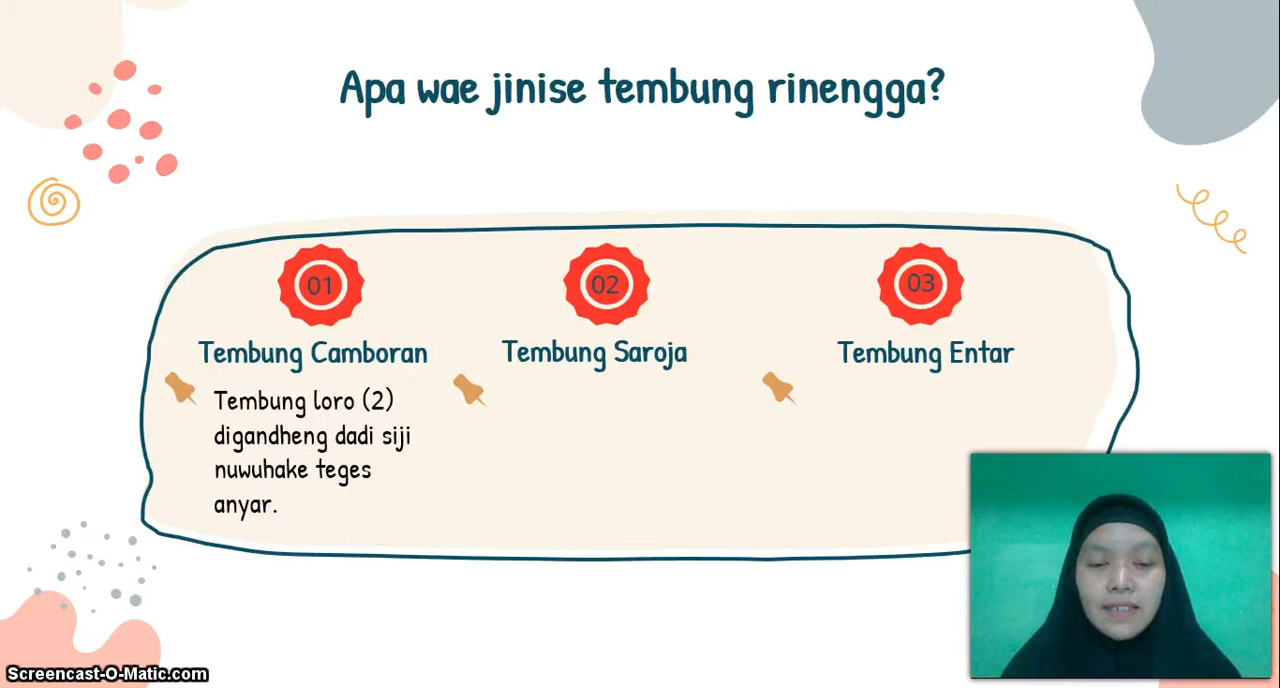 Apa wae jinise tembung rinengga?
01
02
03
Tembung Camboran
Tembung Saroja
Tembung Entar
Tembung loro (2)
digandheng dadi siji
nuwuhake teges
anyar.
Screencast-O-Matic.com